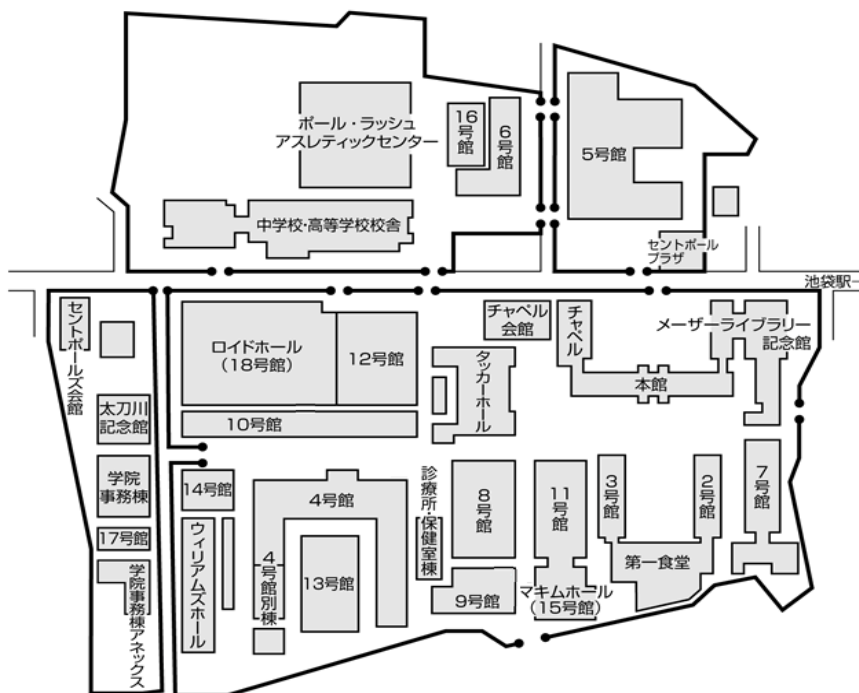 ポール・ラッシュ
アスレティックセンター
16号館
6号館
5号館
中学校・高等学校校舎
セントポール
プラザ
池袋駅
セントポールズ会館
ロイドホール
(18号館)
12号館
チャペル
会館
チャペル
メーザーライブラリー
記念館
本館
タッカーホール
太刀川
記念館
10号館
学院
事務棟
14号館
4号館
診療所・保健室棟
8号館
11号館
3号館
2号館
7号館
17号館
ウィリアムズホール
4号館別棟
13号館
第一食堂
学院事務棟アネックス
9号館
マキムホール
(15号館)